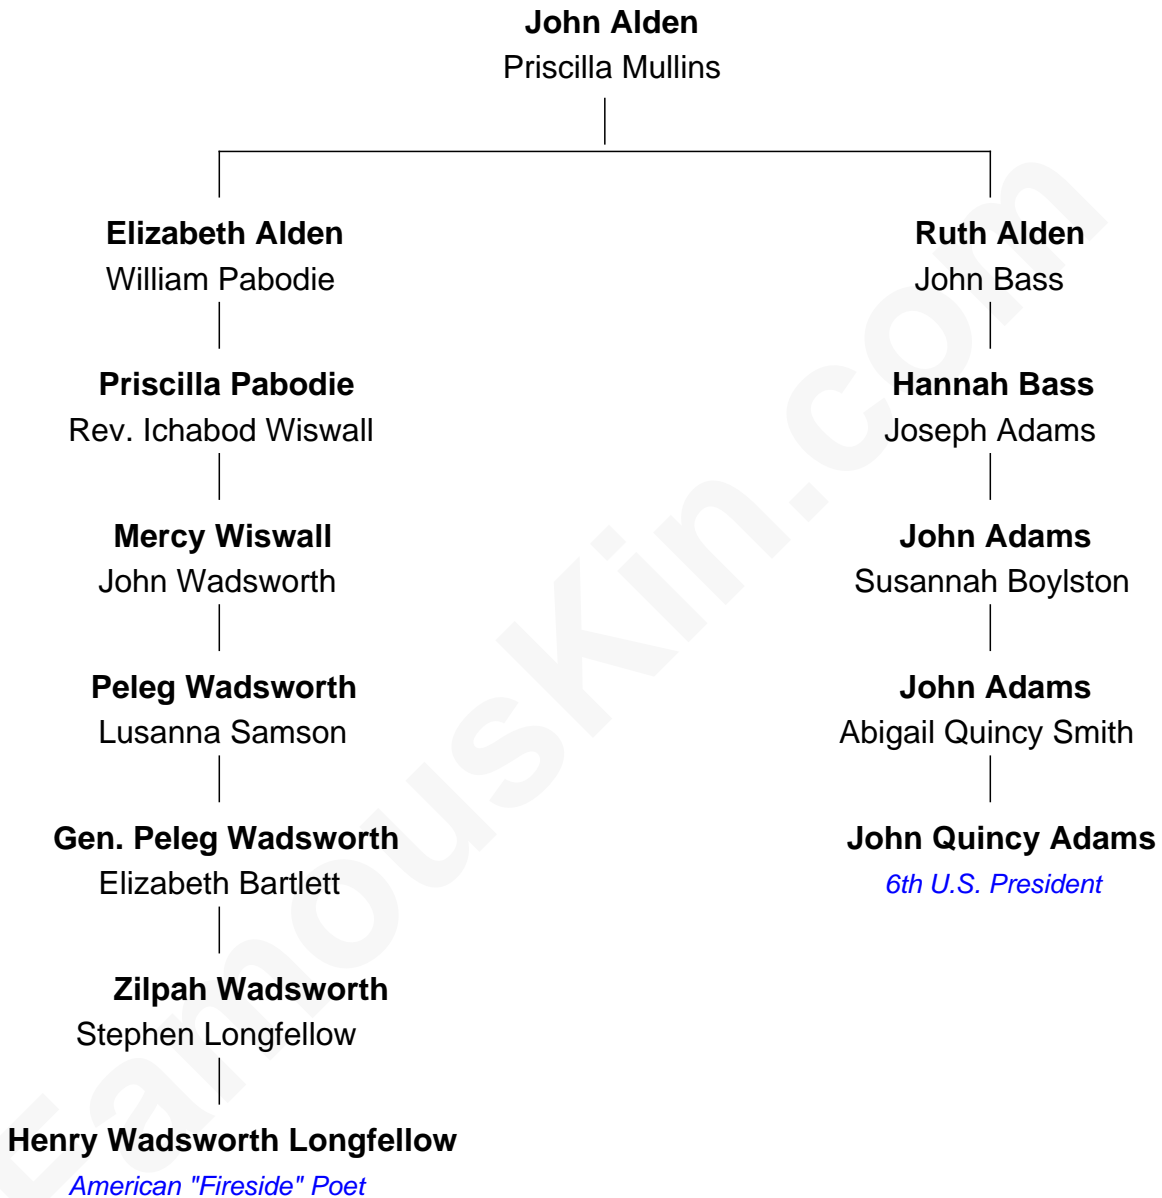 John Alden
Priscilla Mullins
Elizabeth Alden
William Pabodie
Ruth Alden
John Bass
Priscilla Pabodie
Rev. Ichabod Wiswall
Hannah Bass
Joseph Adams
Mercy Wiswall
John Wadsworth
John Adams
Susannah Boylston
Peleg Wadsworth
Lusanna Samson
John Adams
Abigail Quincy Smith
Gen. Peleg Wadsworth
Elizabeth Bartlett
John Quincy Adams
6th U.S. President
Zilpah Wadsworth
Stephen Longfellow
Henry Wadsworth Longfellow
American "Fireside" Poet
FamousKin.com